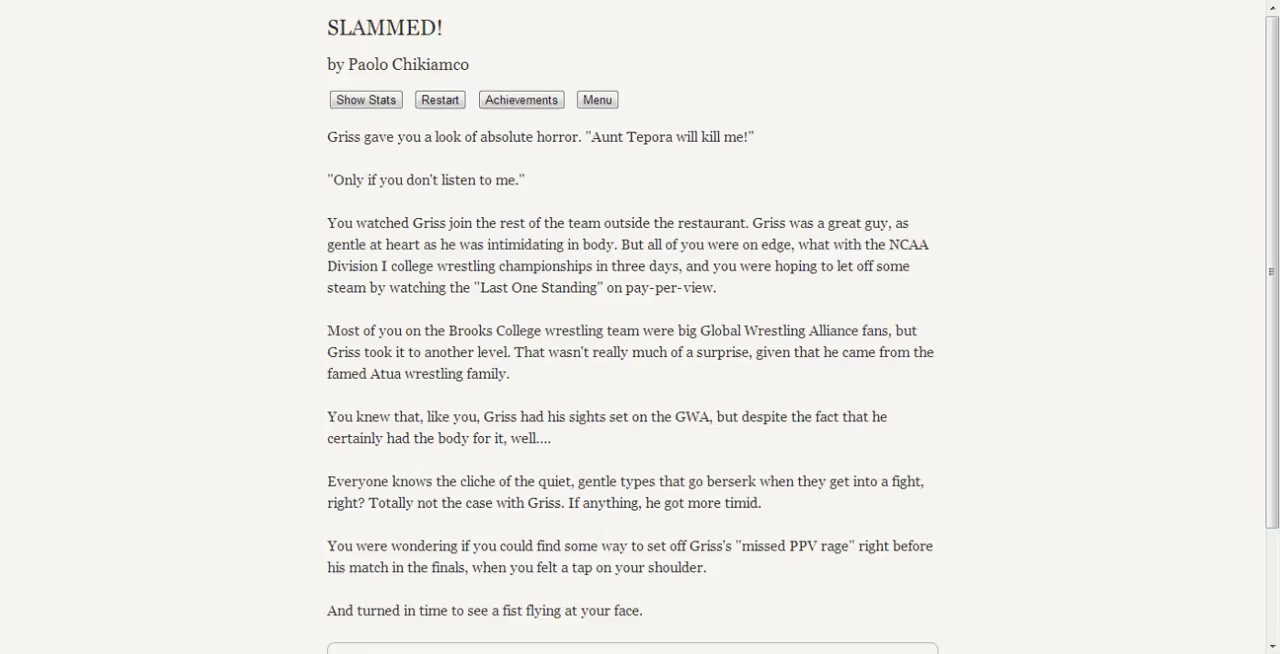 SLAMMED!
by Paolo Chikiamco
Show Stats Restart Achievements Menu
Griss gave you a look of absolute horror. "Aunt Tepora will kill me!"
"Only if you don't listen to me."
You watched Griss join the rest of the team outside the restaurant. Griss was a great guy, as
gentle at heart as he was intimidating in body. But all of you were on edge, what with the NCAA
Division I college wrestling championships in three days, and you were hoping to let off some
steam by watching the "Last One Standing" on pay-per-view.
Most of you on the Brooks College wrestling team were big Global Wrestling Alliance fans, but
Griss took it to another level. That wasn't really much of a surprise, given that he came from the
famed Atua wrestling family.
You knew that, like you, Griss had his sights set on the GWA, but despite the fact that he
certainly had the body for it, well....
Everyone knows the cliche of the quiet, gentle types that go berserk when they get into a fight,
right? Totally not the case with Griss. If anything, he got more timid.
You were wondering if you could find some way to set off Griss's "missed PPV rage" right before
his match in the finals, when you felt a tap on your shoulder.
And turned in time to see a fist flying at your face.